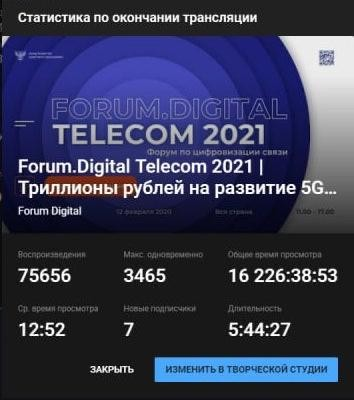 Статистика по окончании трансляции
FORUM.DIGITAL
TELECOM 2021
Форум по цифровизации связи
Forum.Digital Telecom 2021 |
Триллионы рублей на развитие 5G...
Forum Digital
12 февраля 2020
Вся страна
11.00 - 17.00
Воспроизведения
Макс. одновременно
Общее время просмотра
75656
3465
16 226:38:53
Ср. время просмотра
Новые подписчики
Длительность
12:52
7
5:44:27
ЗАКРЫТЬ
ИЗМЕНИТЬ В ТВОРЧЕСКОЙ СТУДИИ